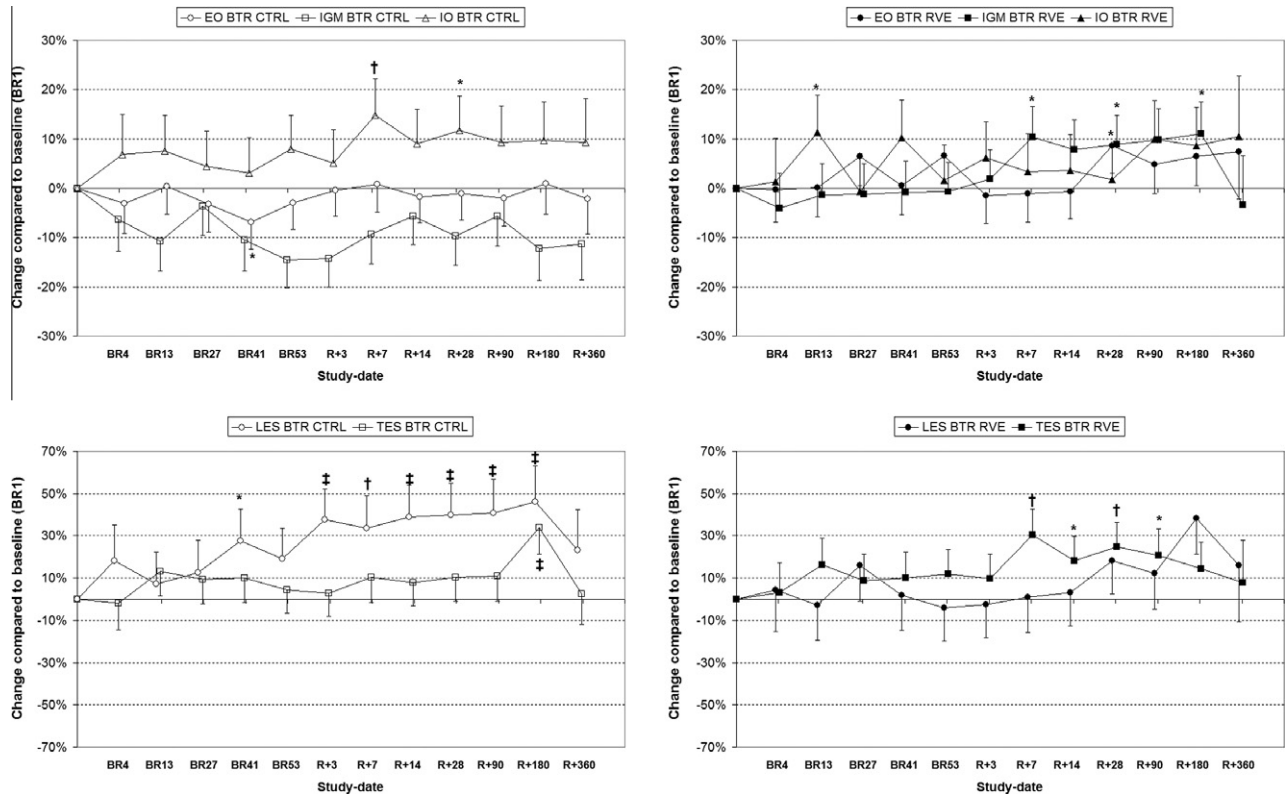 EO BTR CTRL IGM BTR CTRL IO BTR CTRL
Change compared to baseline (BR1)
30%
†
20%
*
10%
0%
-10%
*
-20%
-30%
BR4 BR13 BR27 BR41 BR53 R+3 R+7 R+14 R+28 R+90 R+180 R+360
Study-date
EO BTR RVE IGM BTR RVE IO BTR RVE
Change compared to baseline (BR1)
30%
20%
* * * *
10%
*
0%
-10%
-20%
-30%
BR4 BR13 BR27 BR41 BR53 R+3 R+7 R+14 R+28 R+90 R+180 R+360
Study-date
LES BTR CTRL TES BTR CTRL
Change compared to baseline (BR1)
70%
‡ † ‡ ‡ ‡ ‡
50%
*
30%
‡
10%
-10%
-30%
-50%
-70%
BR4 BR13 BR27 BR41 BR53 R+3 R+7 R+14 R+28 R+90 R+180 R+360
Study-date
LES BTR RVE TES BTR RVE
Change compared to baseline (BR1)
70%
50%
† * † *
30%
10%
-10%
-30%
-50%
-70%
BR4 BR13 BR27 BR41 BR53 R+3 R+7 R+14 R+28 R+90 R+180 R+360
Study-date